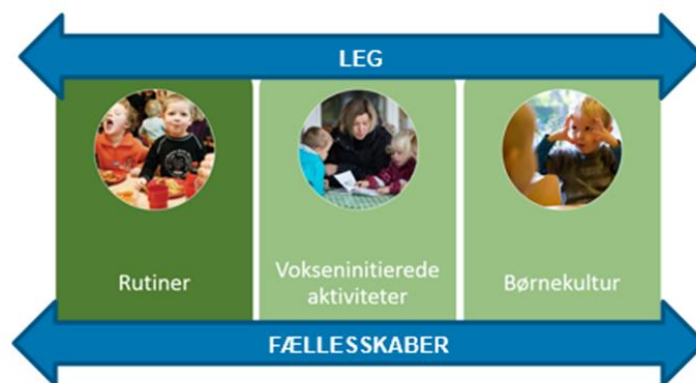 LEG
Rutiner
Vokseninitierede
aktiviteter
Børnekultur
FÆLLESSKABER